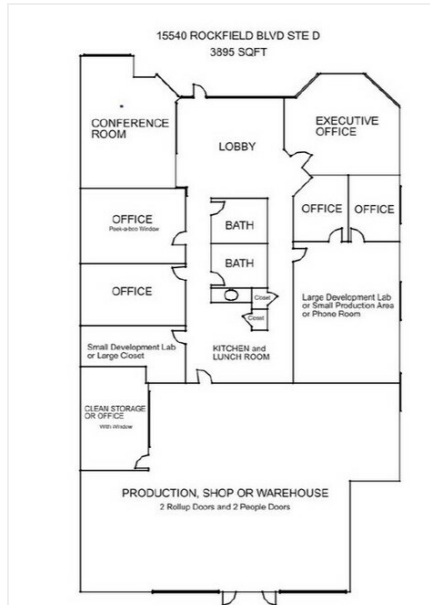 15540 ROCKFIELD BLVD STE D
3895 SQFT
CONFERENCE
ROOM
LOBBY
EXECUTIVE
OFFICE
OFFICE
OFFICE
OFFICE
Window
BATH
BATH
OFFICE
Closet
Closet
Large Development Lab
or Small Production Area
or Phone Room
Small Development Lab
or Large Closet
KITCHEN and
LUNCH ROOM
CLEAN STORAGE
OR OFFICE
With Window
PRODUCTION, SHOP OR WAREHOUSE
2 Rollup Doors and 2 People Doors